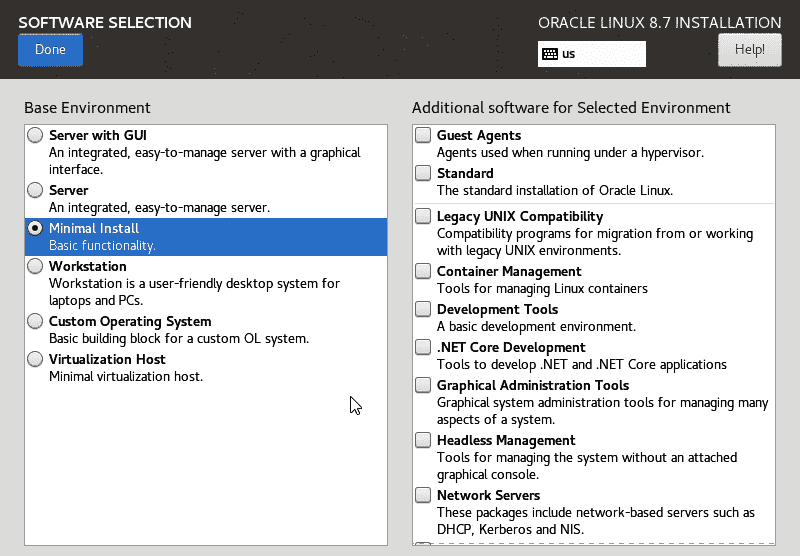 SOFTWARE SELECTION
Done
ORACLE LINUX 8.7 INSTALLATION
us
Help!
Base Environment
Server with GUI
An integrated, easy-to-manage server with a graphical
interface.
Server
An integrated, easy-to-manage server.
Minimal Install
Basic functionality.
Workstation
Workstation is a user-friendly desktop system for
laptops and PCs.
Custom Operating System
Basic building block for a custom OL system.
Virtualization Host
Minimal virtualization host.
Additional software for Selected Environment
Guest Agents
Agents used when running under a hypervisor.
Standard
The standard installation of Oracle Linux.
Legacy UNIX Compatibility
Compatibility programs for migration from or working
with legacy UNIX environments.
Container Management
Tools for managing Linux containers
Development Tools
A basic development environment.
.NET Core Development
Tools to develop .NET and .NET Core applications
Graphical Administration Tools
Graphical system administration tools for managing many
aspects of a system.
Headless Management
Tools for managing the system without an attached
graphical console.
Network Servers
These packages include network-based servers such as
DHCP, Kerberos and NIS.